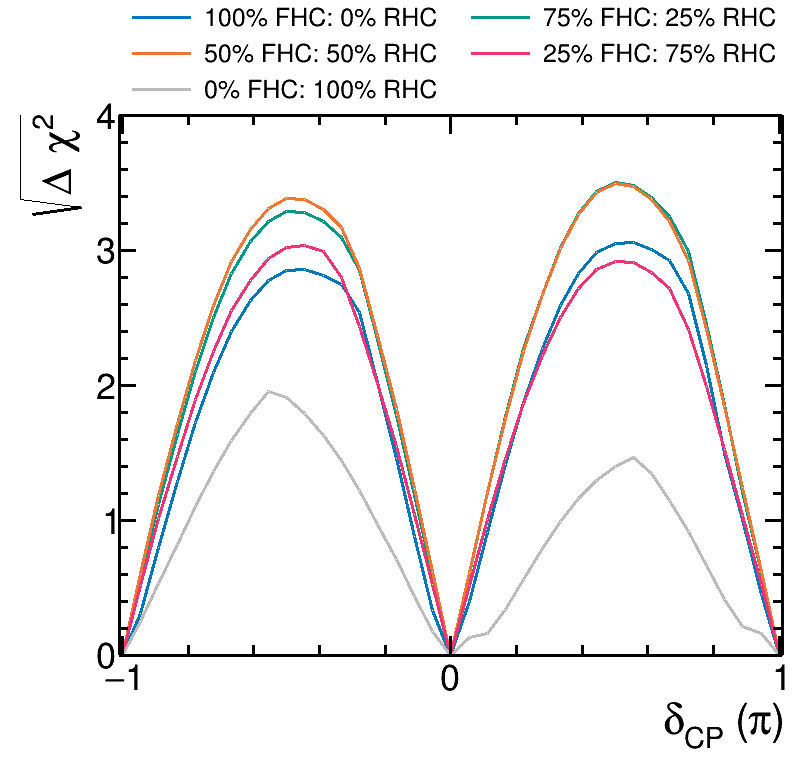 100% FHC: 0% RHC 75% FHC: 25% RHC
50% FHC: 50% RHC 25% FHC: 75% RHC
0% FHC: 100% RHC
√Δ χ²
4
3
2
1
0
−1 0 1
δCP (π)